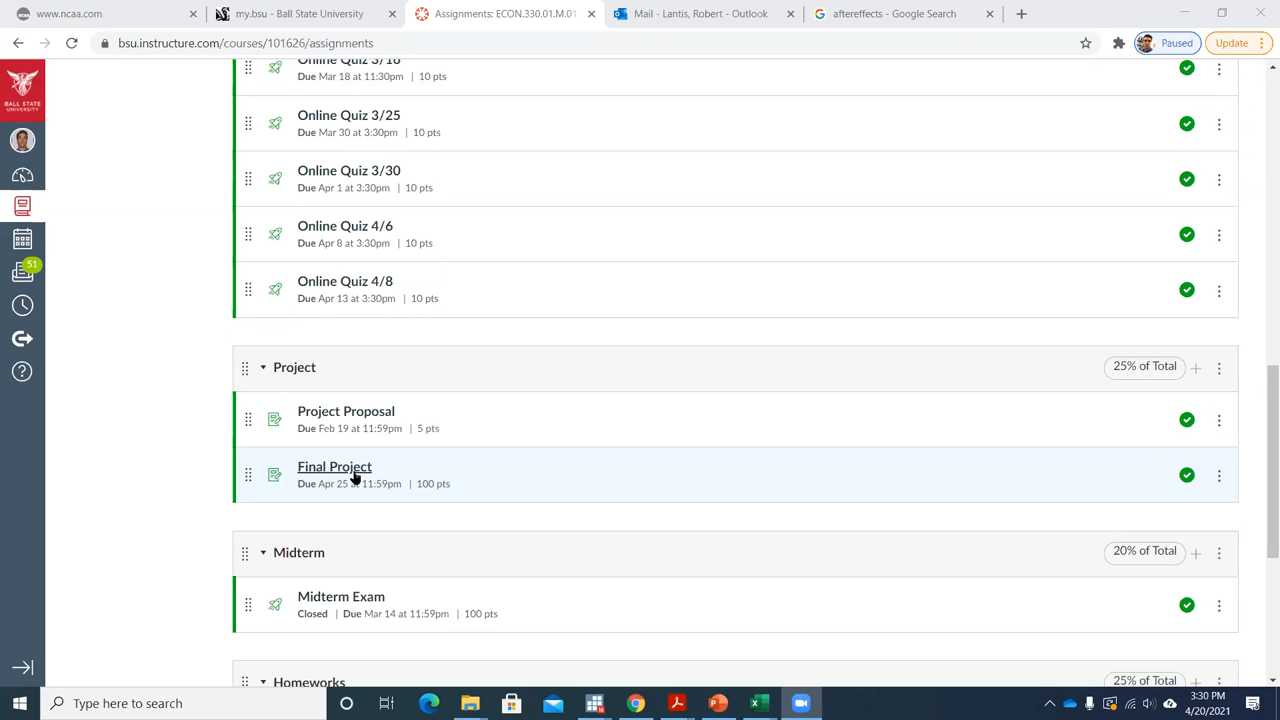 www.ncaa.com
my.bsu - Ball State University
Assignments: ECON.330.01.M.01
Mail - Lantis, Robert - Outlook
aftereffects - Google Search
bsu.instructure.com/courses/101626/assignments
Paused
Update
BALL STATE
UNIVERSITY
51
Online Quiz 3/18
Due Mar 18 at 11:30pm | 10 pts
Online Quiz 3/25
Due Mar 30 at 3:30pm | 10 pts
Online Quiz 3/30
Due Apr 1 at 3:30pm | 10 pts
Online Quiz 4/6
Due Apr 8 at 3:30pm | 10 pts
Online Quiz 4/8
Due Apr 13 at 3:30pm | 10 pts
Project
25% of Total
Project Proposal
Due Feb 19 at 11:59pm | 5 pts
Final Project
Due Apr 25 at 11:59pm | 100 pts
Midterm
20% of Total
Midterm Exam
Closed | Due Mar 14 at 11:59pm | 100 pts
Homeworks
25% of Total
Type here to search
3:30 PM
4/20/2021